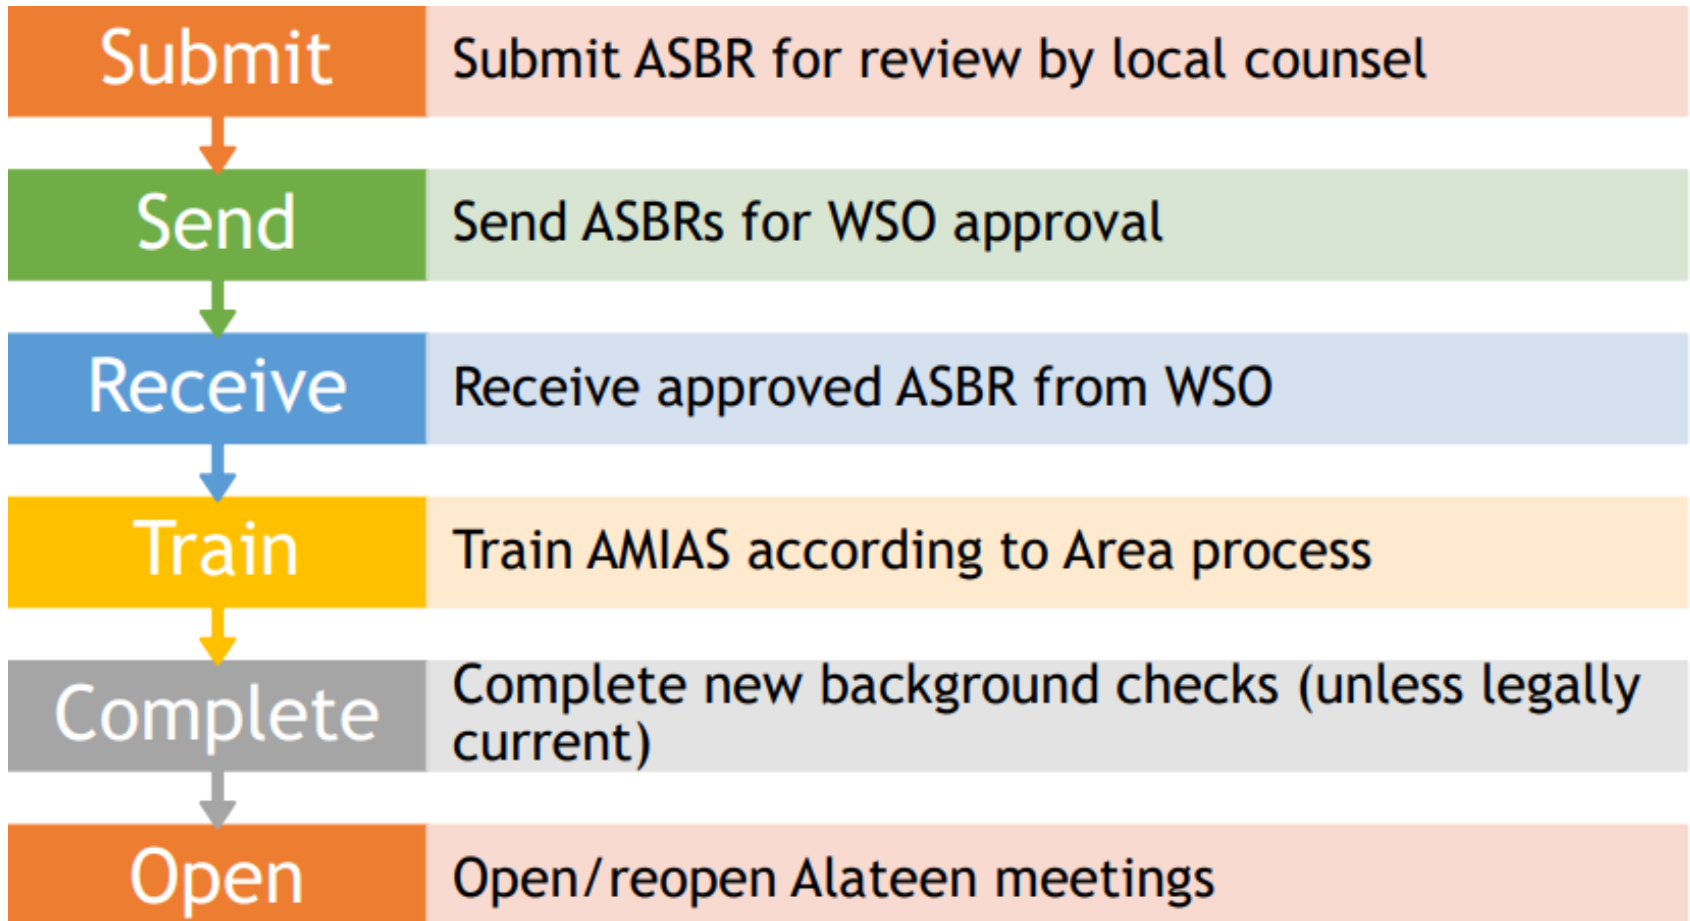 Submit
Submit ASBR for review by local counsel
Send
Send ASBRs for WSO approval
Receive
Receive approved ASBR from WSO
Train
Train AMIAS according to Area process
Complete
Complete new background checks (unless legally
current)
Open
Open/reopen Alateen meetings